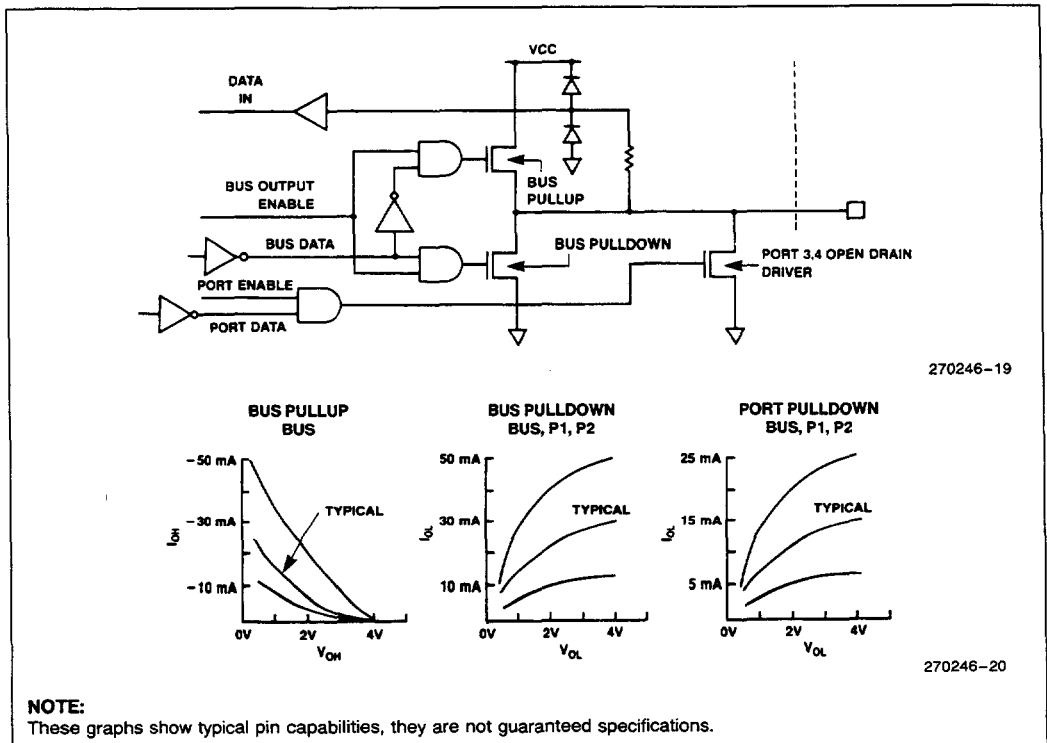 VCC
DATA
IN
BUS
PULLUP
BUS OUTPUT
ENABLE
BUS DATA
BUS PULLDOWN
PORT 3,4 OPEN DRAIN
DRIVER
PORT ENABLE
PORT DATA
270246-19
BUS PULLUP
BUS
-50 mA
-30 mA
-10 mA
IOH
TYPICAL
0V
2V
4V
VOH
BUS PULLDOWN
BUS, P1, P2
50 mA
30 mA
10 mA
IOL
TYPICAL
0V
2V
4V
VOL
PORT PULLDOWN
BUS, P1, P2
25 mA
15 mA
5 mA
IOL
TYPICAL
0V
2V
4V
VOL
270246-20
NOTE:
These graphs show typical pin capabilities, they are not guaranteed specifications.